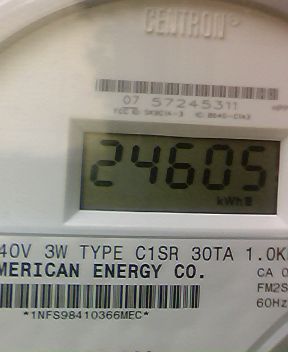 CENTRON®
07 57245311
24605
kWh
40V 3W TYPE C1SR 30TA 1.0K
MERICAN ENERGY CO.
CA 0
FM2S
60Hz
*1NFS98410366MEC*